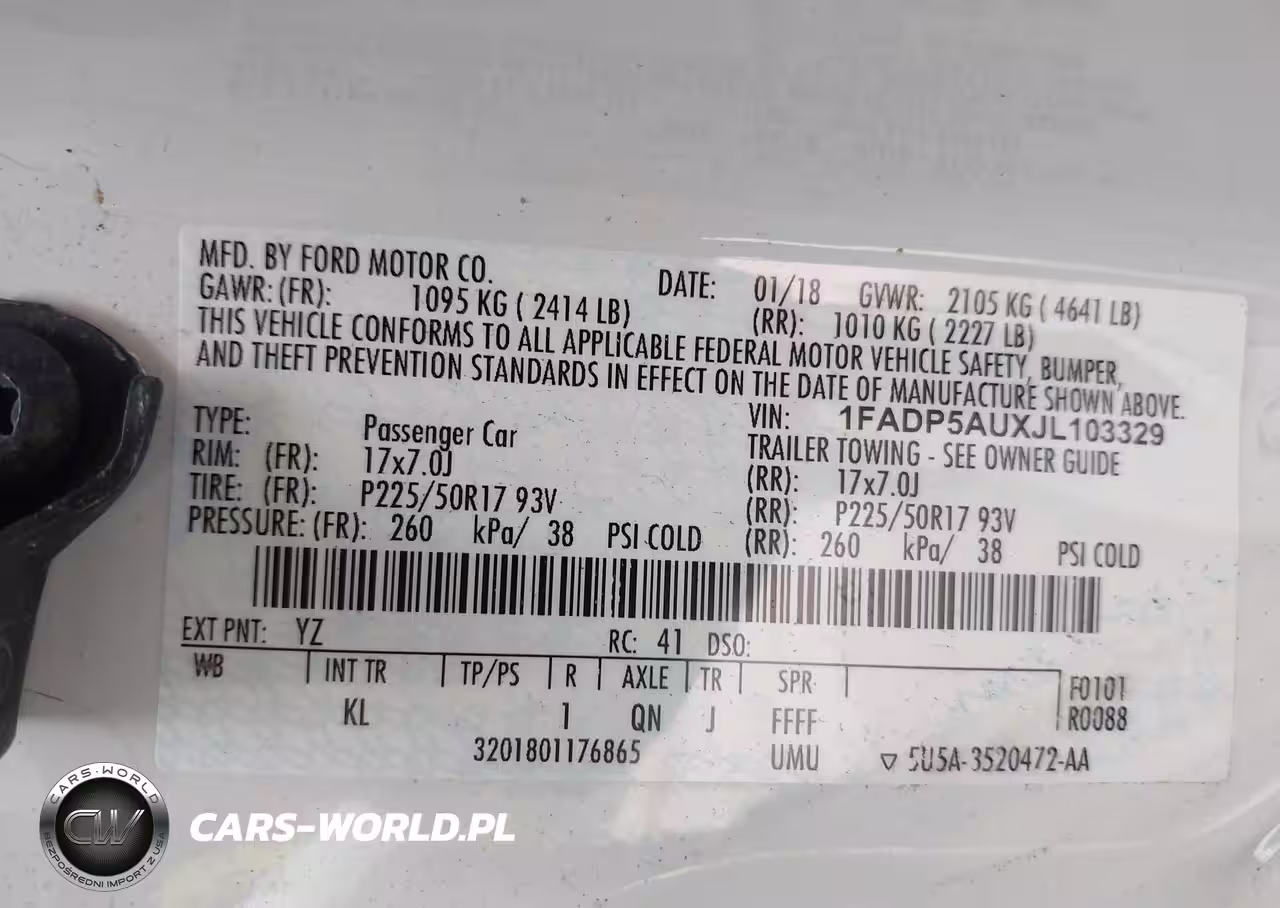 MFD. BY FORD MOTOR CO. DATE: 01/18 GVWR: 2105 KG ( 4641 LB)
GAWR: (FR): 1095 KG ( 2414 LB) (RR): 1010 KG ( 2227 LB)
THIS VEHICLE CONFORMS TO ALL APPLICABLE FEDERAL MOTOR VEHICLE SAFETY, BUMPER,
AND THEFT PREVENTION STANDARDS IN EFFECT ON THE DATE OF MANUFACTURE SHOWN ABOVE.
VIN: 1FADP5AUXJL103329
TYPE: Passenger Car TRAILER TOWING - SEE OWNER GUIDE
RIM: (FR): 17x7.0J (RR): 17x7.0J
TIRE: (FR): P225/50R17 93V (RR): P225/50R17 93V
PRESSURE: (FR): 260 kPa/ 38 PSI COLD (RR): 260 kPa/ 38 PSI COLD
EXT PNT: YZ RC: 41 DSO:
WB INT TR TP/PS R AXLE TR SPR F0101
KL 1 QN J FFFF R0088
3201801176865 UMU 5U5A-3520472-AA
CARS-WORLD
CW
BEZPOŚREDNI IMPORT Z USA
CARS-WORLD.PL